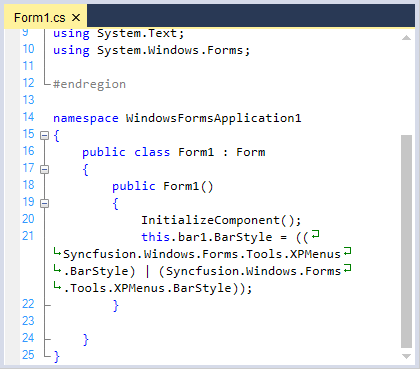 Form1.cs ×
9 using System.Text;
10 using System.Windows.Forms;
11
12 #endregion
13
14 namespace WindowsFormsApplication1
15 {
16 public class Form1 : Form
17 {
18 public Form1()
19 {
20 InitializeComponent();
21 this.bar1.BarStyle = ((
Syncfusion.Windows.Forms.Tools.XPMenus
.BarStyle) | (Syncfusion.Windows.Forms
.Tools.XPMenus.BarStyle));
22 }
23
24 }
25 }